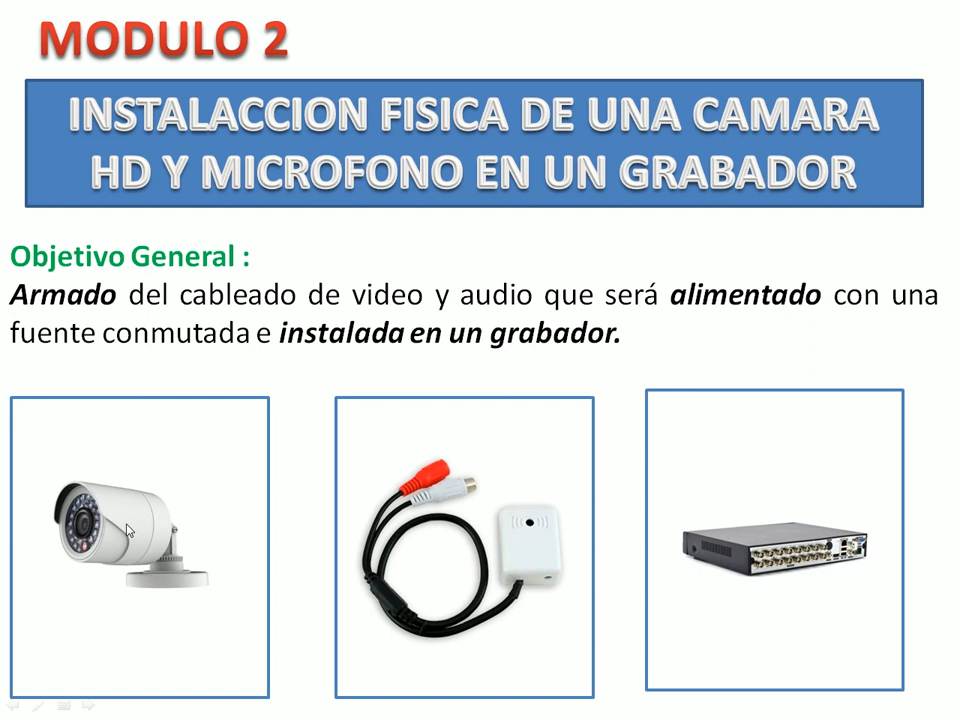 MODULO 2
INSTALACCION FISICA DE UNA CAMARA
HD Y MICROFONO EN UN GRABADOR
Objetivo General :
Armado del cableado de video y audio que será alimentado con una
fuente conmutada e instalada en un grabador.